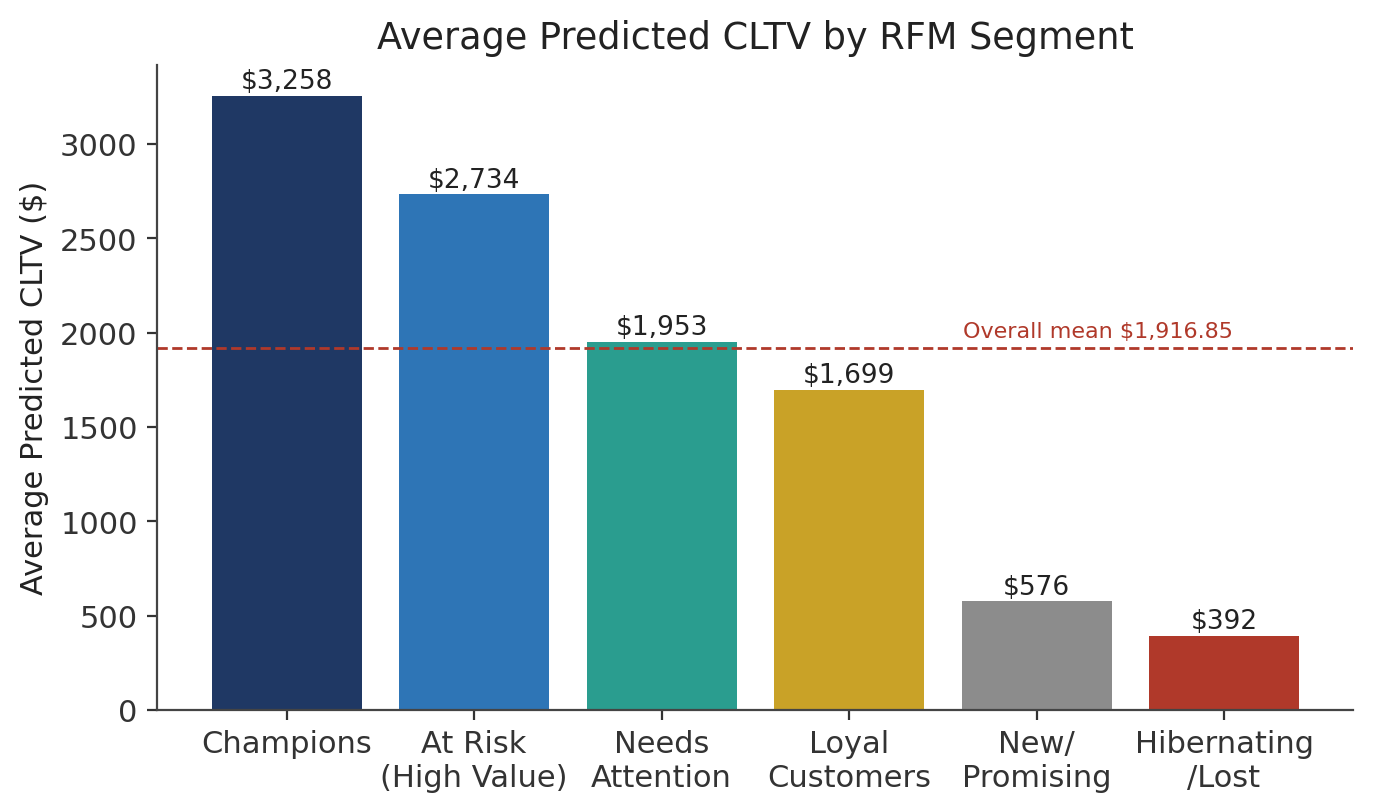 Average Predicted CLTV by RFM Segment
Average Predicted CLTV ($)
3000
2500
2000
1500
1000
500
0
$3,258
$2,734
$1,953
$1,699
$576
$392
Overall mean $1,916.85
Champions
At Risk
(High Value)
Needs
Attention
Loyal
Customers
New/
Promising
Hibernating
/Lost